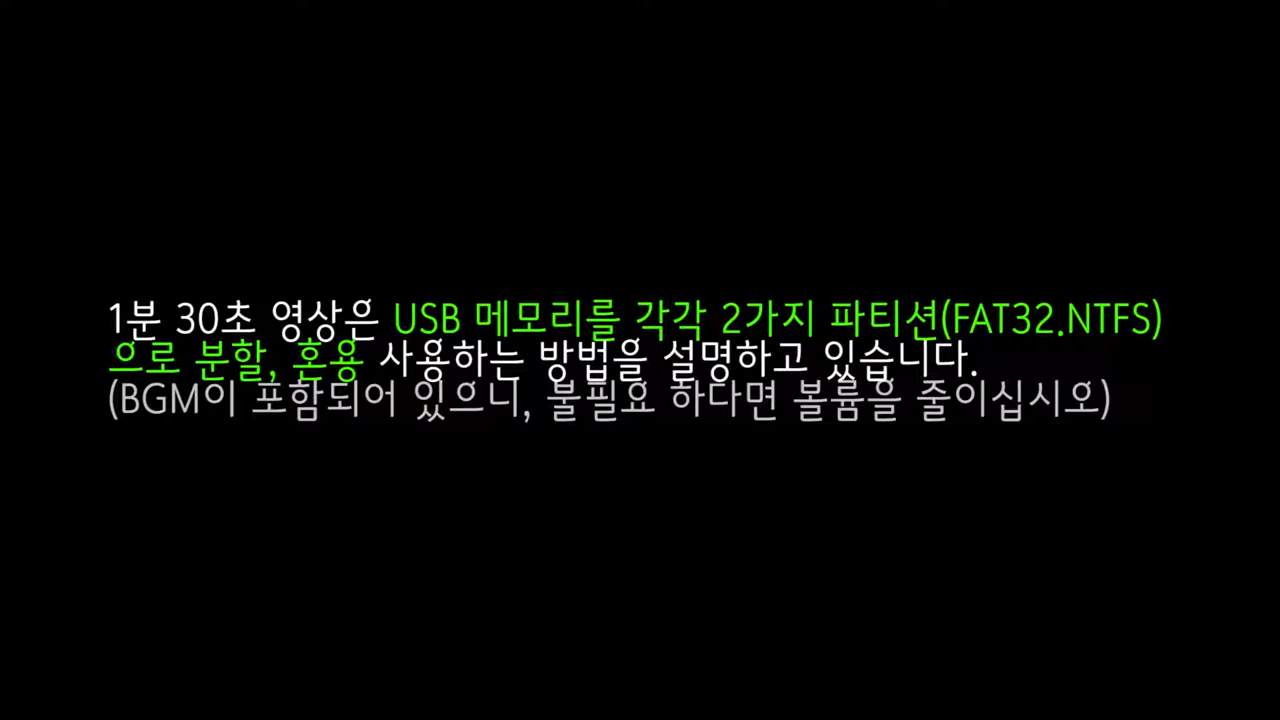 1분 30초 영상은 USB 메모리를 각각 2가지 파티션(FAT32.NTFS)
으로 분할, 혼용 사용하는 방법을 설명하고 있습니다.
(BGM이 포함되어 있으니, 불필요 하다면 볼륨을 줄이십시오)